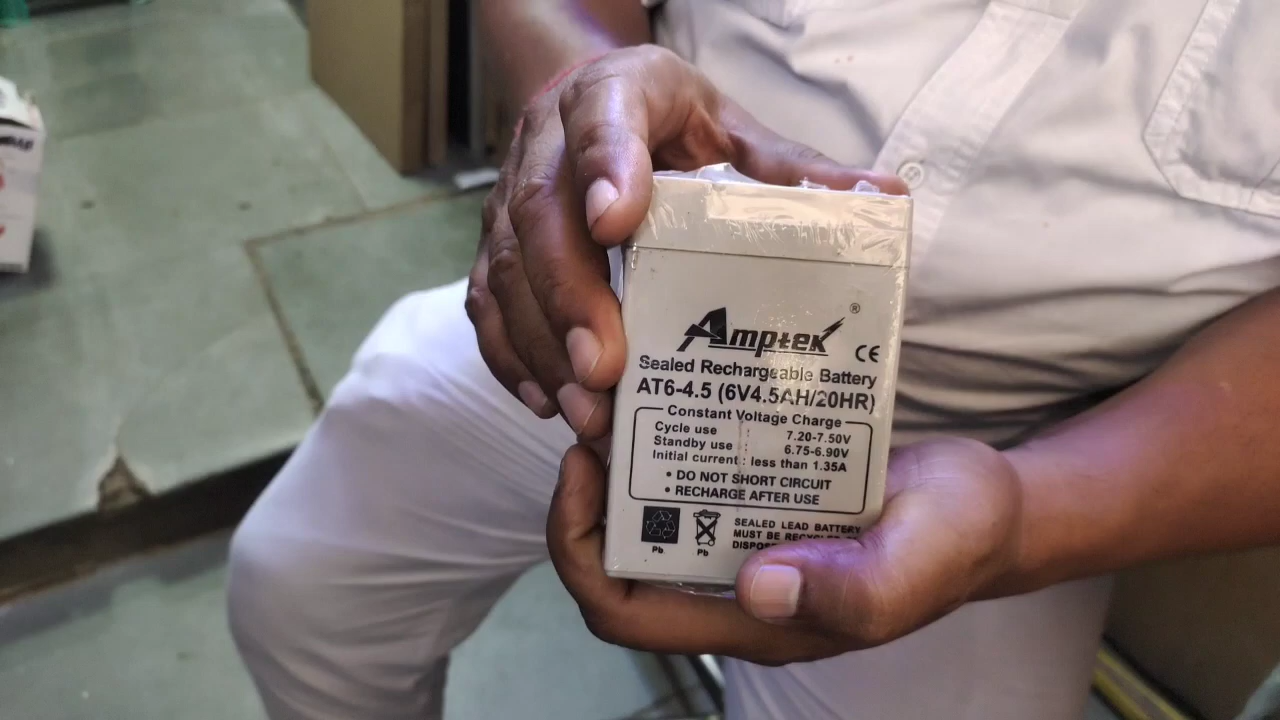 Amptek ®
CE
Sealed Rechargeable Battery
AT6-4.5 (6V4.5AH/20HR)
Constant Voltage Charge
Cycle use 7.20-7.50V
Standby use 6.75-6.90V
Initial current : less than 1.35A
• DO NOT SHORT CIRCUIT
• RECHARGE AFTER USE
Pb
Pb
SEALED LEAD BATTERY
MUST BE